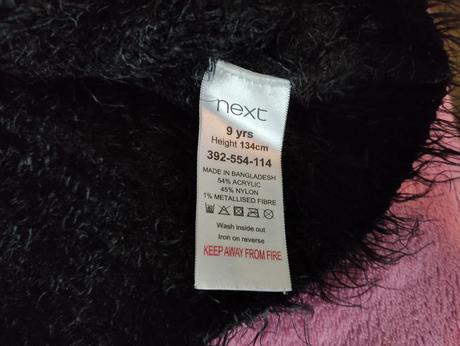 next
9 yrs
Height 134cm
392-554-114
MADE IN BANGLADESH
54% ACRYLIC
45% NYLON
1% METALLISED FIBRE
Wash inside out
Iron on reverse
KEEP AWAY FROM FIRE